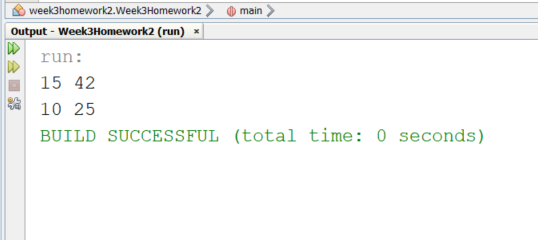 week3homework2.Week3Homework2 main
Output - Week3Homework2 (run) ×
run:
15 42
10 25
BUILD SUCCESSFUL (total time: 0 seconds)